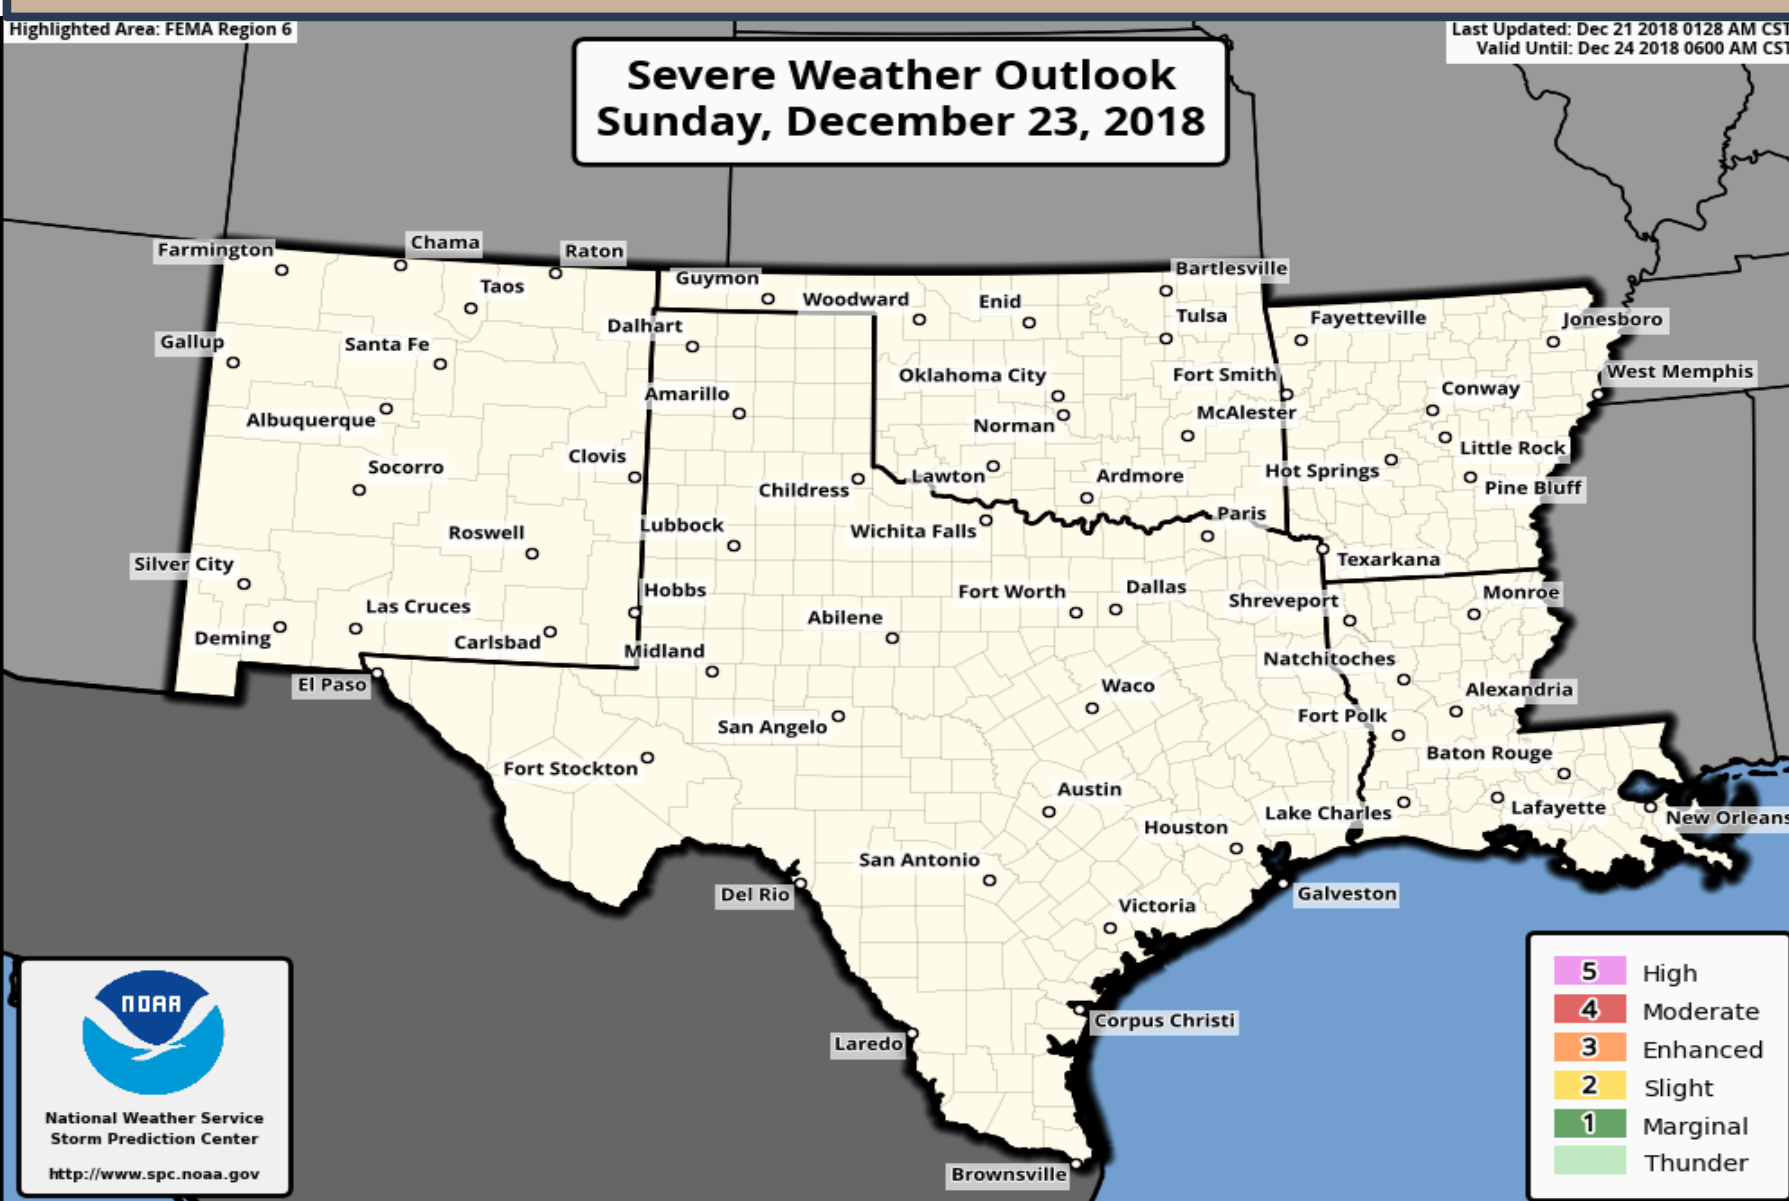 Highlighted Area: FEMA Region 6
Last Updated: Dec 21 2018 0128 AM CST
Valid Until: Dec 24 2018 0600 AM CST
Severe Weather Outlook
Sunday, December 23, 2018
Farmington
Chama
Raton
Taos
Guymon
Woodward
Enid
Bartlesville
Tulsa
Fayetteville
Jonesboro
Dalhart
Gallup
Santa Fe
Oklahoma City
Fort Smith
West Memphis
Conway
Amarillo
Albuquerque
Norman
McAlester
Little Rock
Clovis
Socorro
Childress
Lawton
Ardmore
Hot Springs
Pine Bluff
Paris
Lubbock
Roswell
Wichita Falls
Texarkana
Silver City
Hobbs
Las Cruces
Fort Worth
Dallas
Shreveport
Monroe
Abilene
Deming
Carlsbad
Midland
Natchitoches
El Paso
Waco
Alexandria
San Angelo
Fort Polk
Baton Rouge
Fort Stockton
Austin
Lake Charles
Lafayette
New Orleans
Houston
San Antonio
Del Rio
Galveston
Victoria
Corpus Christi
Laredo
Brownsville
NOAA
National Weather Service
Storm Prediction Center
http://www.spc.noaa.gov
5 High
4 Moderate
3 Enhanced
2 Slight
1 Marginal
Thunder